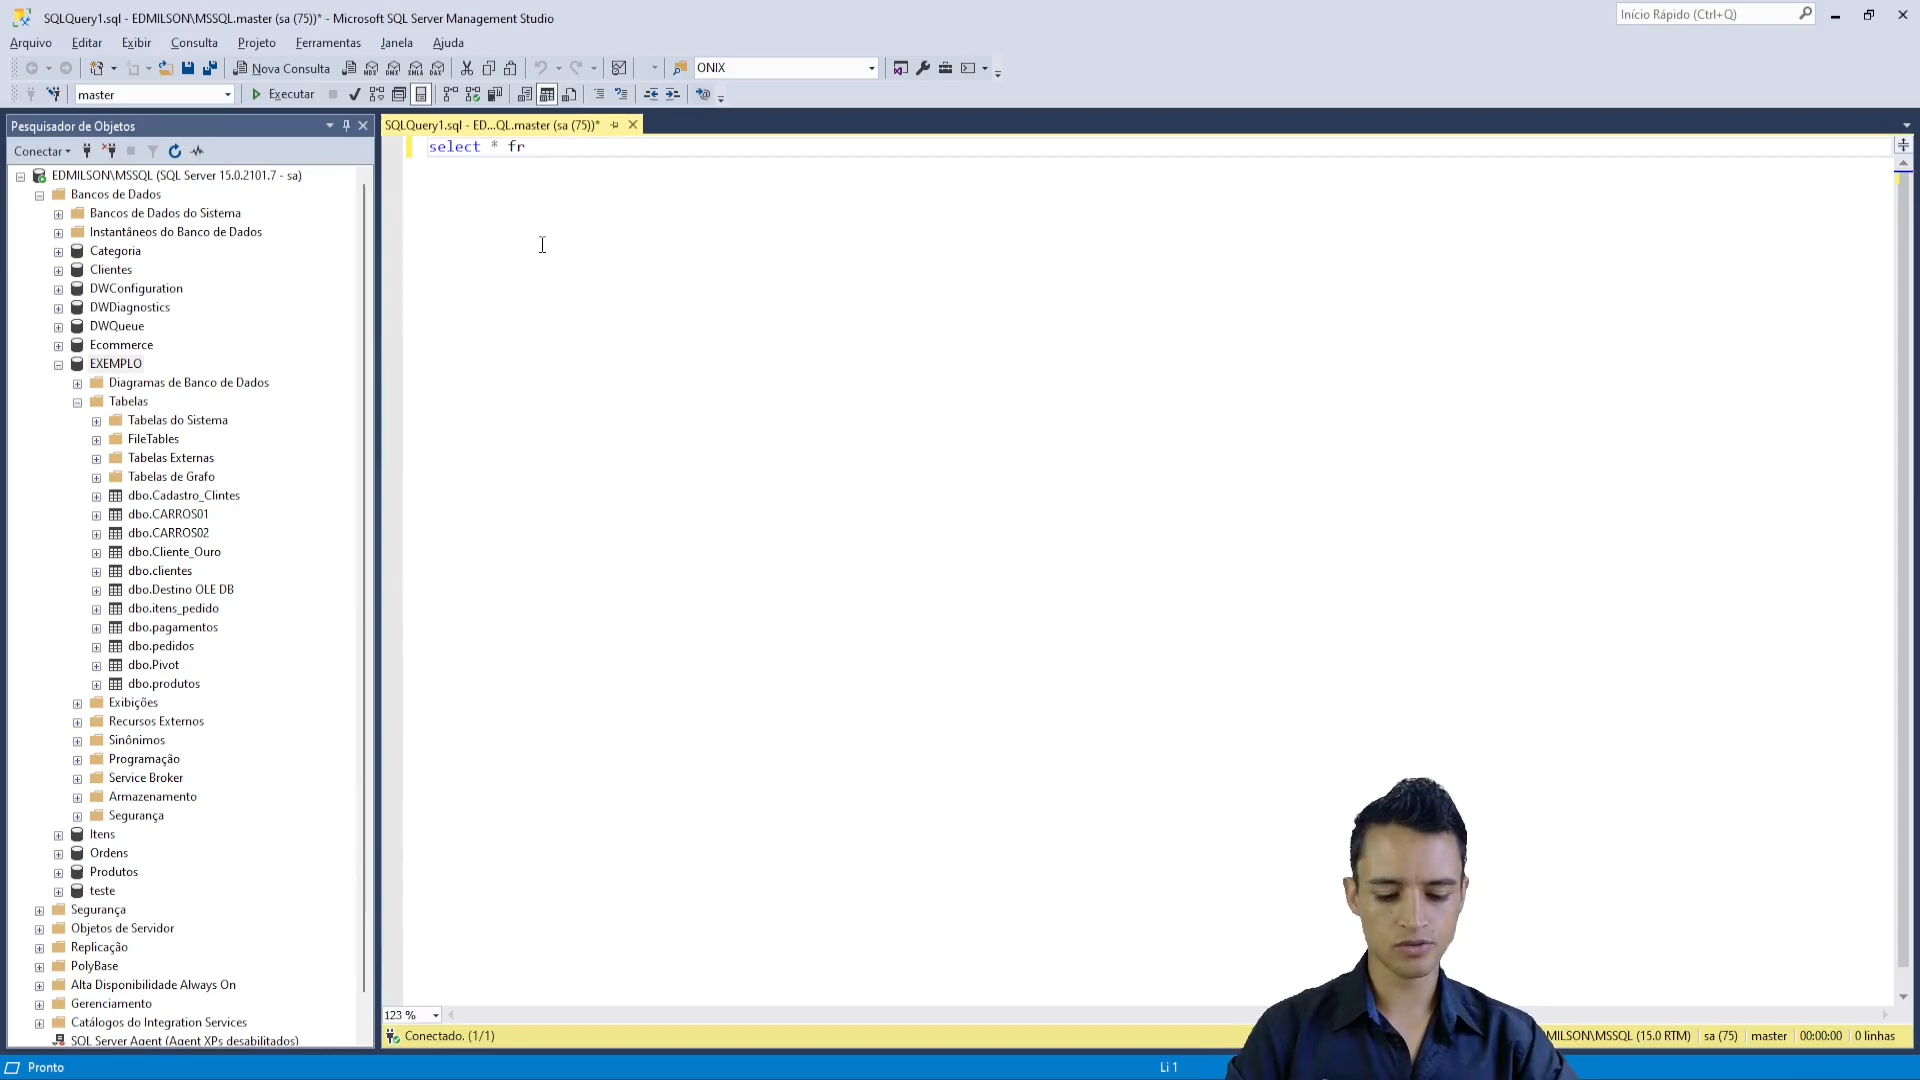 SQLQuery1.sql - EDMILSON\MSSQL.master (sa (75))* - Microsoft SQL Server Management Studio
Início Rápido (Ctrl+Q)
Arquivo Editar Exibir Consulta Projeto Ferramentas Janela Ajuda
Nova Consulta MDX DMX XMLA DAX ONIX
master Executar
Pesquisador de Objetos
SQLQuery1.sql - ED...QL.master (sa (75))*
Conectar
select * fr
EDMILSON\MSSQL (SQL Server 15.0.2101.7 - sa)
Bancos de Dados
Bancos de Dados do Sistema
Instantâneos do Banco de Dados
Categoria
Clientes
DWConfiguration
DWDiagnostics
DWQueue
Ecommerce
EXEMPLO
Diagramas de Banco de Dados
Tabelas
Tabelas do Sistema
FileTables
Tabelas Externas
Tabelas de Grafo
dbo.Cadastro_Clintes
dbo.CARROS01
dbo.CARROS02
dbo.Cliente_Ouro
dbo.clientes
dbo.Destino OLE DB
dbo.itens_pedido
dbo.pagamentos
dbo.pedidos
dbo.Pivot
dbo.produtos
Exibições
Recursos Externos
Sinônimos
Programação
Service Broker
Armazenamento
Segurança
Itens
Ordens
Produtos
teste
Segurança
Objetos de Servidor
Replicação
PolyBase
Alta Disponibilidade Always On
Gerenciamento
Catálogos do Integration Services
SQL Server Agent (Agent XPs desabilitados)
123 %
Conectado. (1/1)
MILSON\MSSQL (15.0 RTM) sa (75) master 00:00:00 0 linhas
Pronto
Li 1